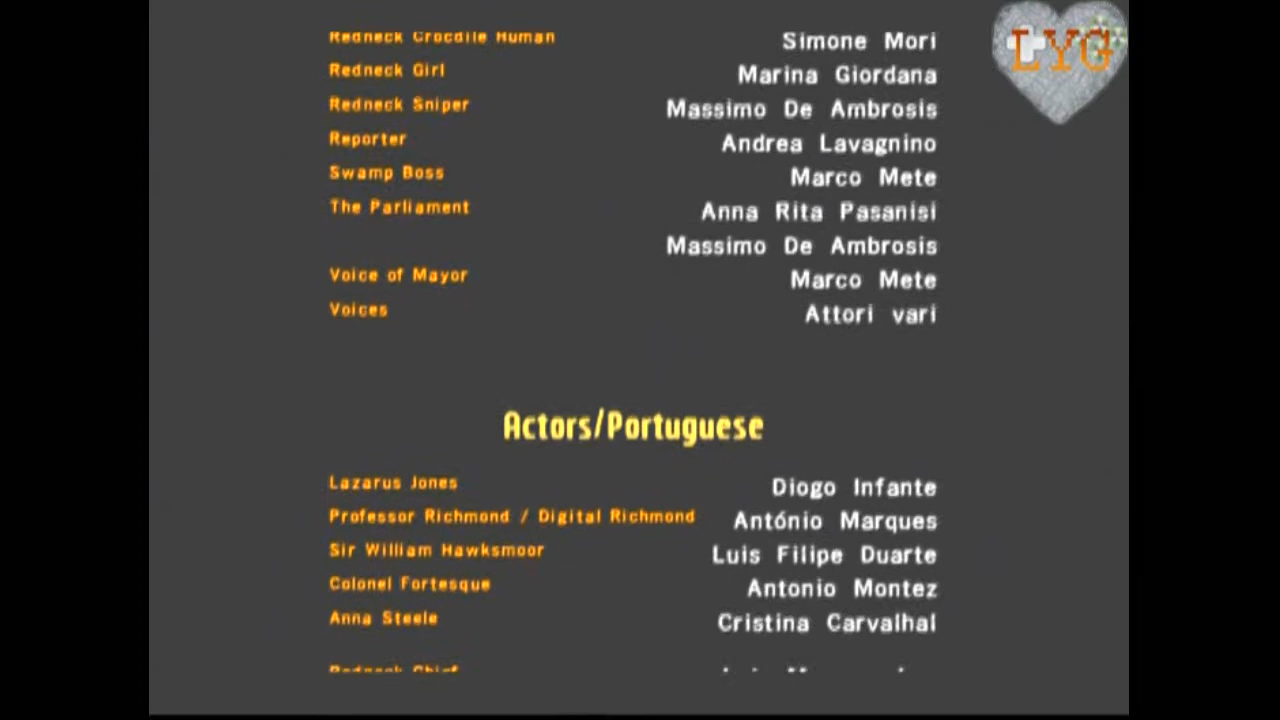 Redneck Crocdile Human Simone Mori
Redneck Girl Marina Giordana
Redneck Sniper Massimo De Ambrosis
Reporter Andrea Lavagnino
Swamp Boss Marco Mete
The Parliament Anna Rita Pasanisi
Massimo De Ambrosis
Voice of Mayor Marco Mete
Voices Attori vari
Actors/Portuguese
Lazarus Jones Diogo Infante
Professor Richmond / Digital Richmond António Marques
Sir William Hawksmoor Luis Filipe Duarte
Colonel Fortesque Antonio Montez
Anna Steele Cristina Carvalhal
Redneck Chief
LYG